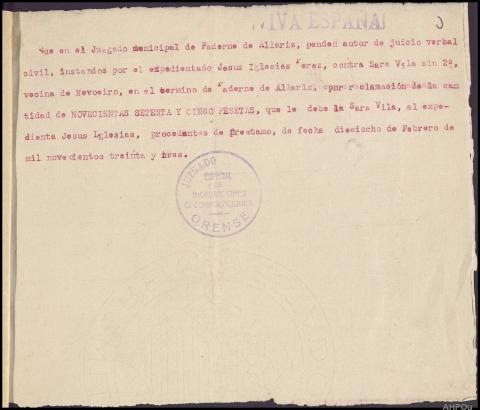 VIVA ESPAÑA!
Que en el Juzgado municipal de Paderne de Allariz, penden autor de juicio verbal
civil, instandos por el expedientado Jesus Iglesias Perez, contra Sara Vila sin 2º,
vecina de Mevoeiro, en el termino de Paderne de Allariz, por reclamasión de la can
tidad de NOVECIENTAS SETENTA Y CINCO PESETAS, que le debe la Sara Vila, al expe-
dienta Jesus Iglesias, procedentes de prestamo, de fecha dieciocho de Febrero de
mil novecientos treinta y tres.
JUZGADO
ESPECIAL
DE
INCAUTACIONES
O CONFISCACIONES
ORENSE
AHPOu